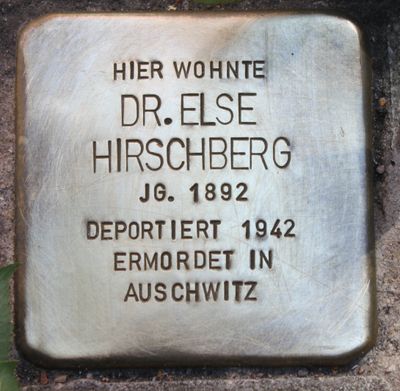 HIER WOHNTE
DR. ELSE
HIRSCHBERG
JG. 1892
DEPORTIERT 1942
ERMORDET IN
AUSCHWITZ